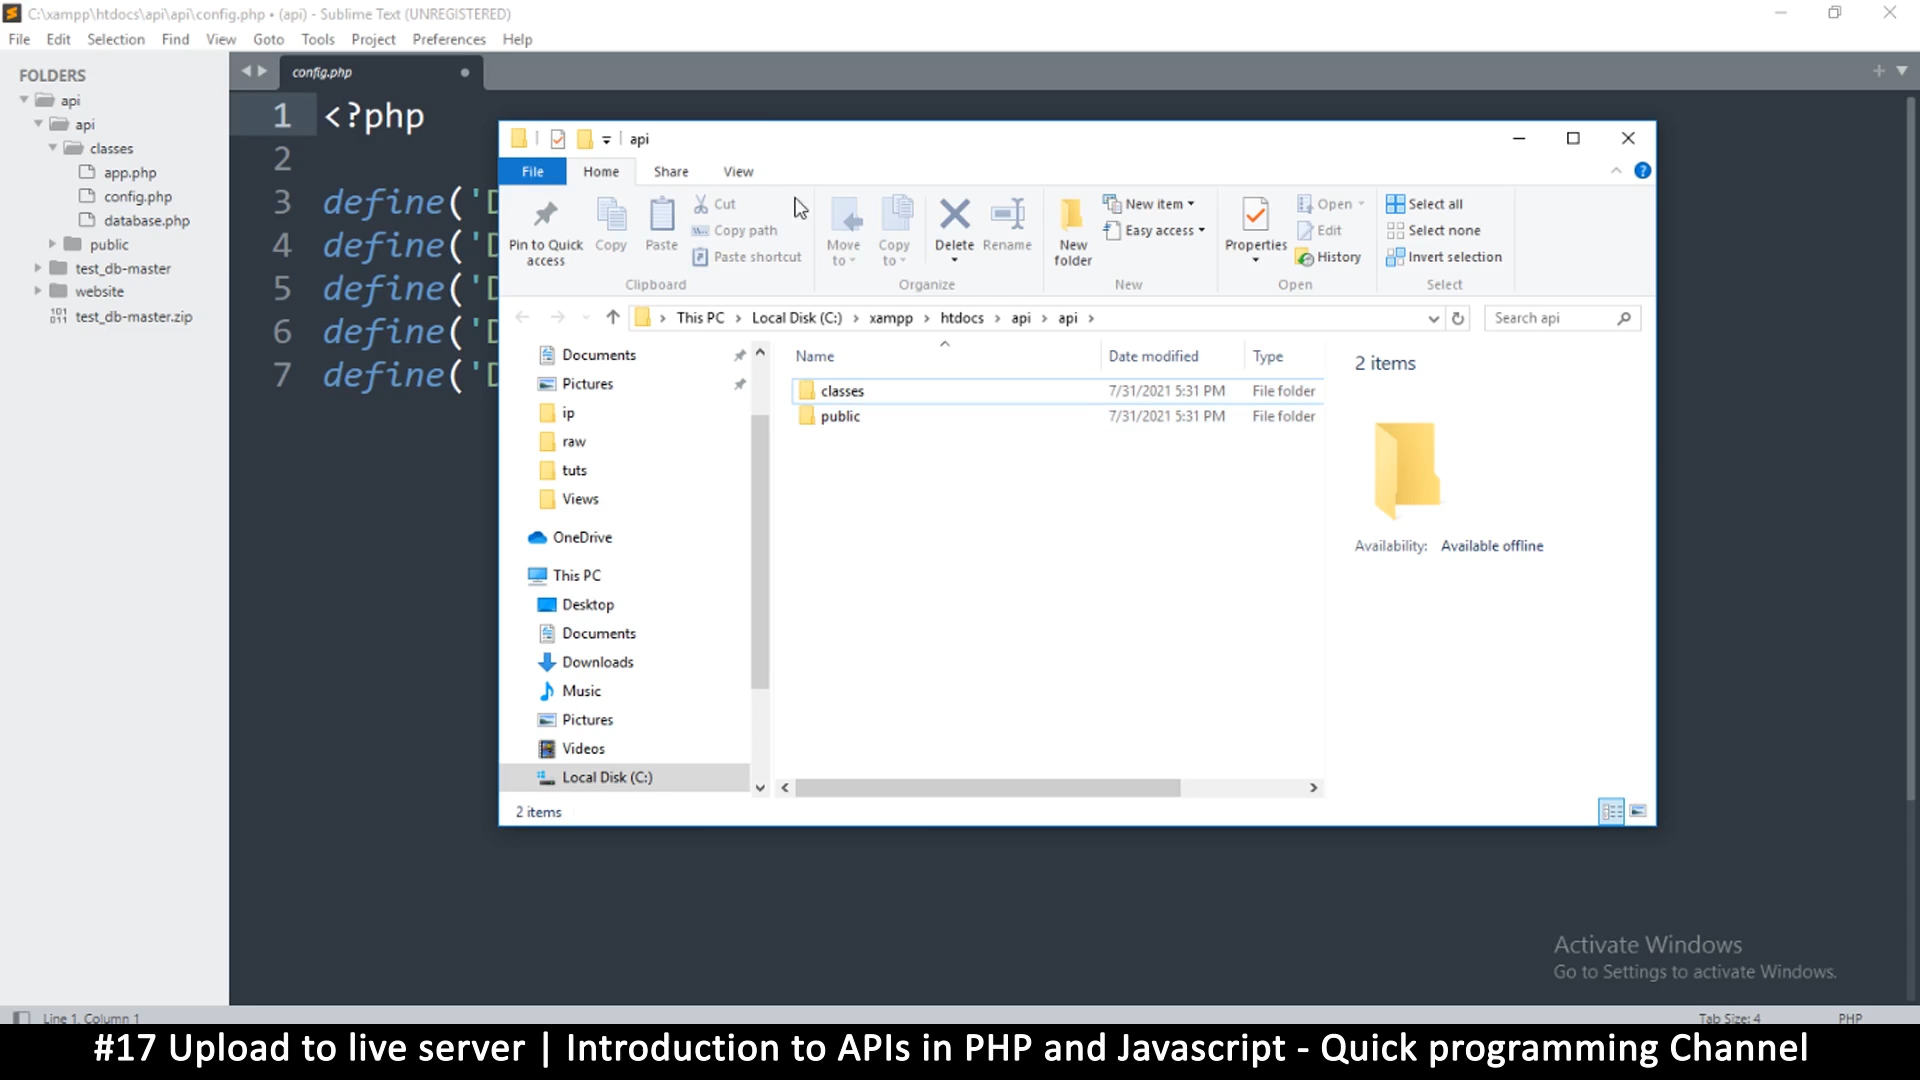 C:\xampp\htdocs\api\api\config.php • (api) - Sublime Text (UNREGISTERED)
File Edit Selection Find View Goto Tools Project Preferences Help
FOLDERS
api
api
classes
app.php
config.php
database.php
public
test_db-master
website
test_db-master.zip
config.php
1 <?php
2
3 define('D
4 define('D
5 define('D
6 define('D
7 define('D
api
File Home Share View
Pin to Quick access
Copy
Paste
Cut
Copy path
Paste shortcut
Clipboard
Move to
Copy to
Delete
Rename
Organize
New folder
New item
Easy access
New
Properties
Open
Edit
History
Open
Select all
Select none
Invert selection
Select
This PC > Local Disk (C:) > xampp > htdocs > api > api >
Search api
Documents
Pictures
ip
raw
tuts
Views
OneDrive
This PC
Desktop
Documents
Downloads
Music
Pictures
Videos
Local Disk (C:)
Name Date modified Type
classes 7/31/2021 5:31 PM File folder
public 7/31/2021 5:31 PM File folder
2 items
Availability: Available offline
2 items
Activate Windows
Go to Settings to activate Windows.
Line 1, Column 1
Tab Size: 4
PHP
#17 Upload to live server | Introduction to APIs in PHP and Javascript - Quick programming Channel